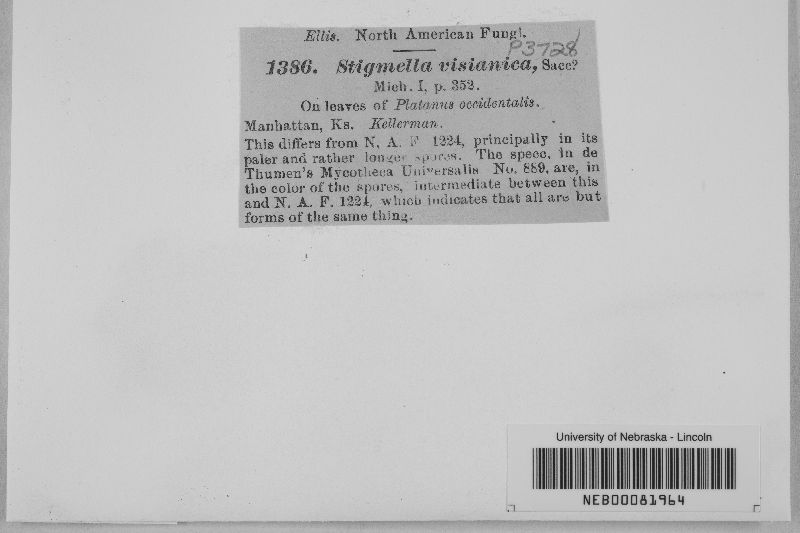 Ellis. North American Fungi.
P3728
1386. Stigmella visianica, Sacc?
Mich. I, p. 352.
On leaves of Platanus occidentalis.
Manhattan, Ks. Kellerman.
This differs from N. A. F 1224, principally in its
paler and rather longer spores. The specc. in de
Thumen's Mycotheca Universalis No. 889, are, in
the color of the spores, intermediate between this
and N. A. F. 1224, which indicates that all are but
forms of the same thing.
University of Nebraska - Lincoln
NEB00081964